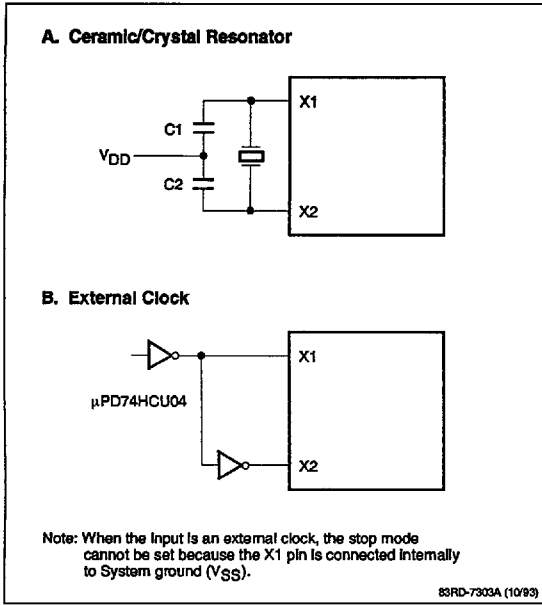 A. Ceramic/Crystal Resonator
X1
C1
VDD
C2
X2
B. External Clock
X1
µPD74HCU04
X2
Note: When the Input is an external clock, the stop mode
cannot be set because the X1 pin is connected internally
to System ground (VSS).
83RD-7303A (10/93)